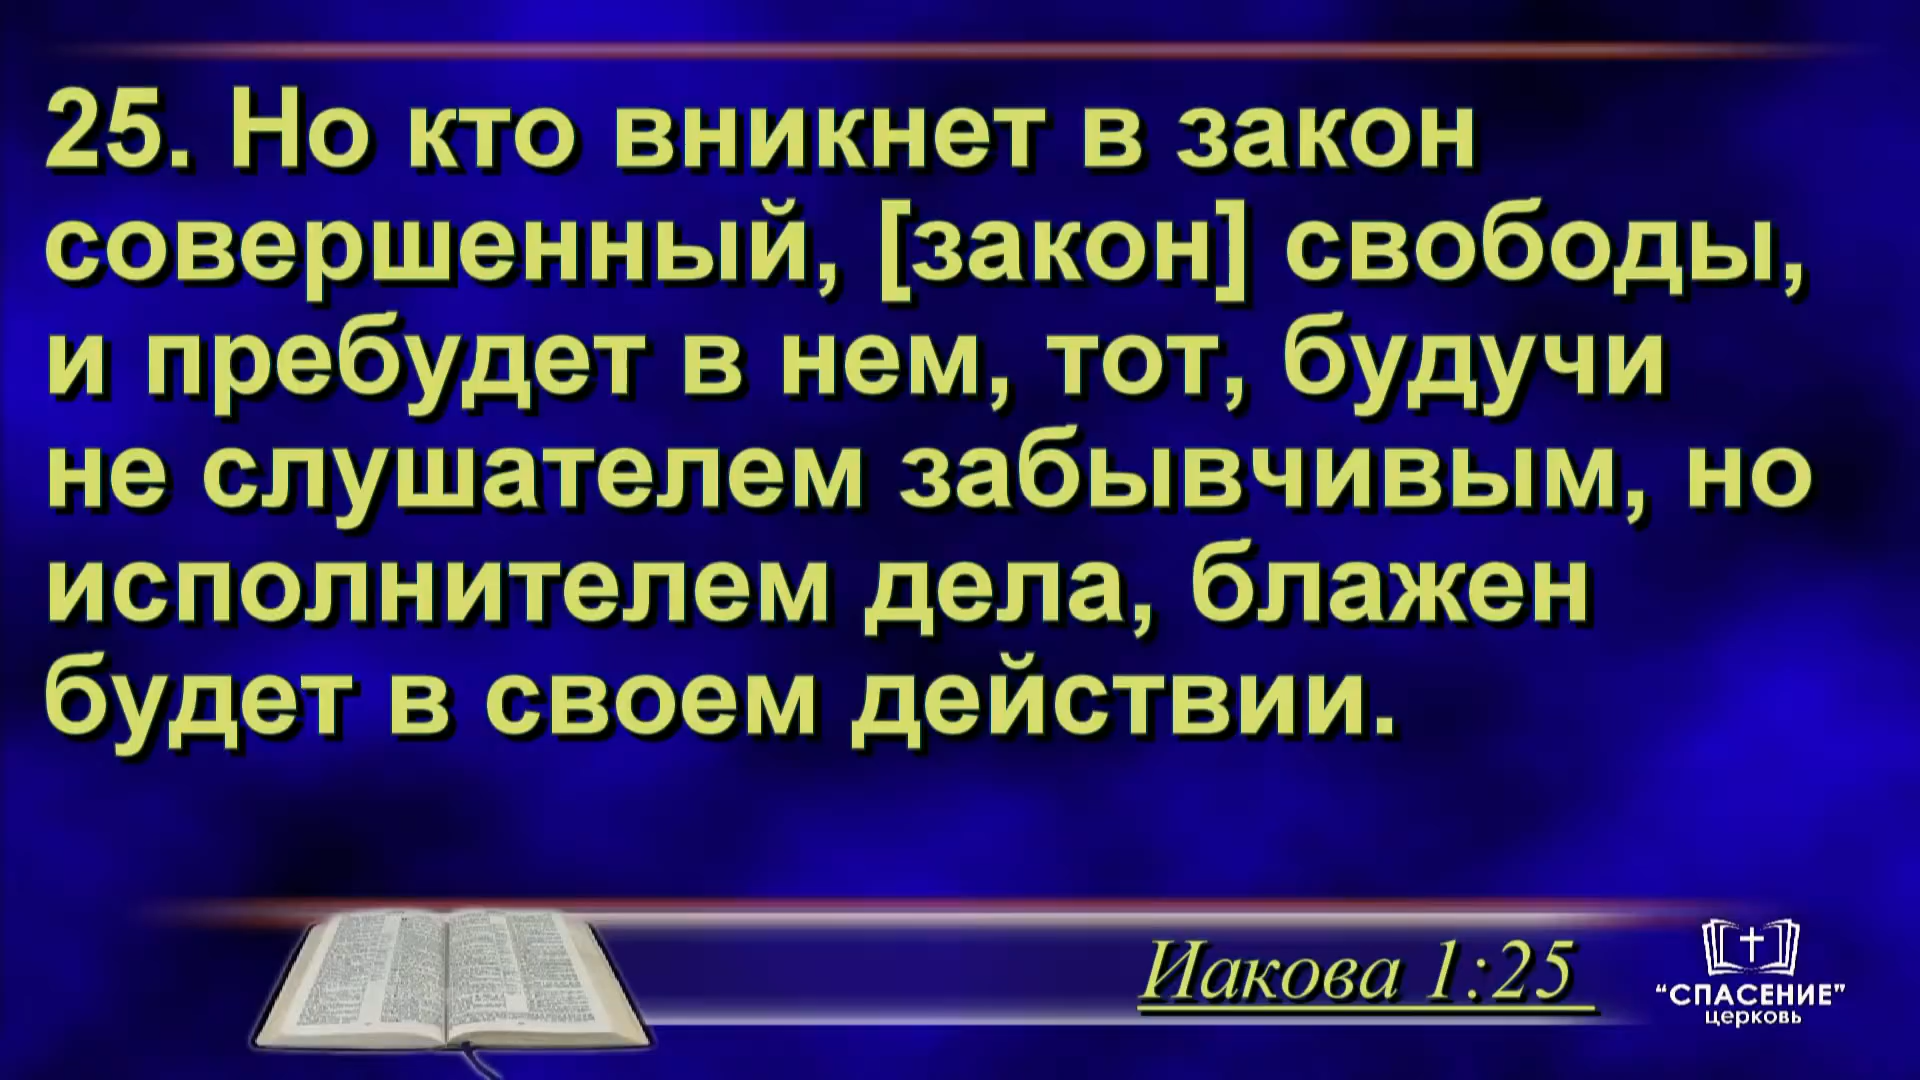 25. Но кто вникнет в закон
совершенный, [закон] свободы,
и пребудет в нем, тот, будучи
не слушателем забывчивым, но
исполнителем дела, блажен
будет в своем действии.
Иакова 1:25
“СПАСЕНИЕ”
церковь